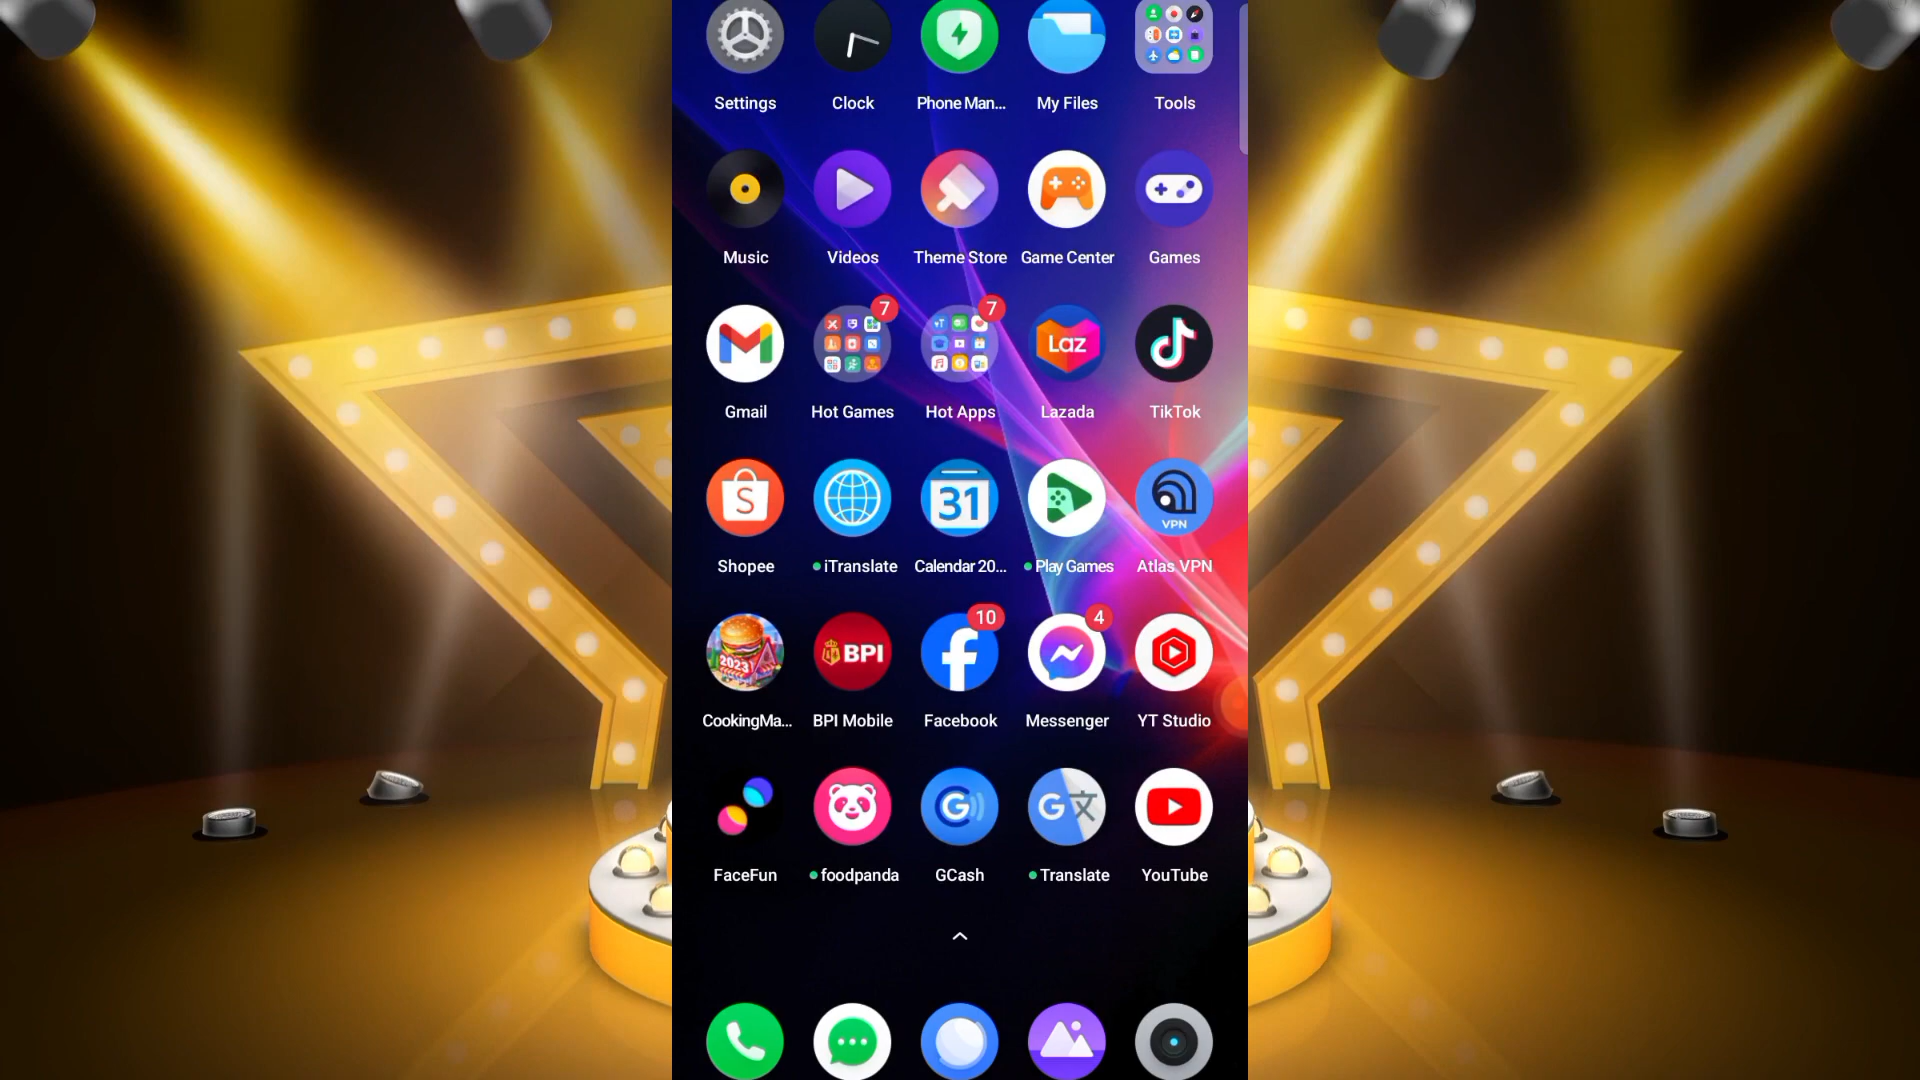 Settings Clock Phone Man... My Files Tools
Music Videos Theme Store Game Center Games
7 7
Laz
Gmail Hot Games Hot Apps Lazada TikTok
S 31 VPN
Shopee iTranslate Calendar 20... Play Games Atlas VPN
10 4
2023 BPI
CookingMa... BPI Mobile Facebook Messenger YT Studio
G G 文
FaceFun foodpanda GCash Translate YouTube